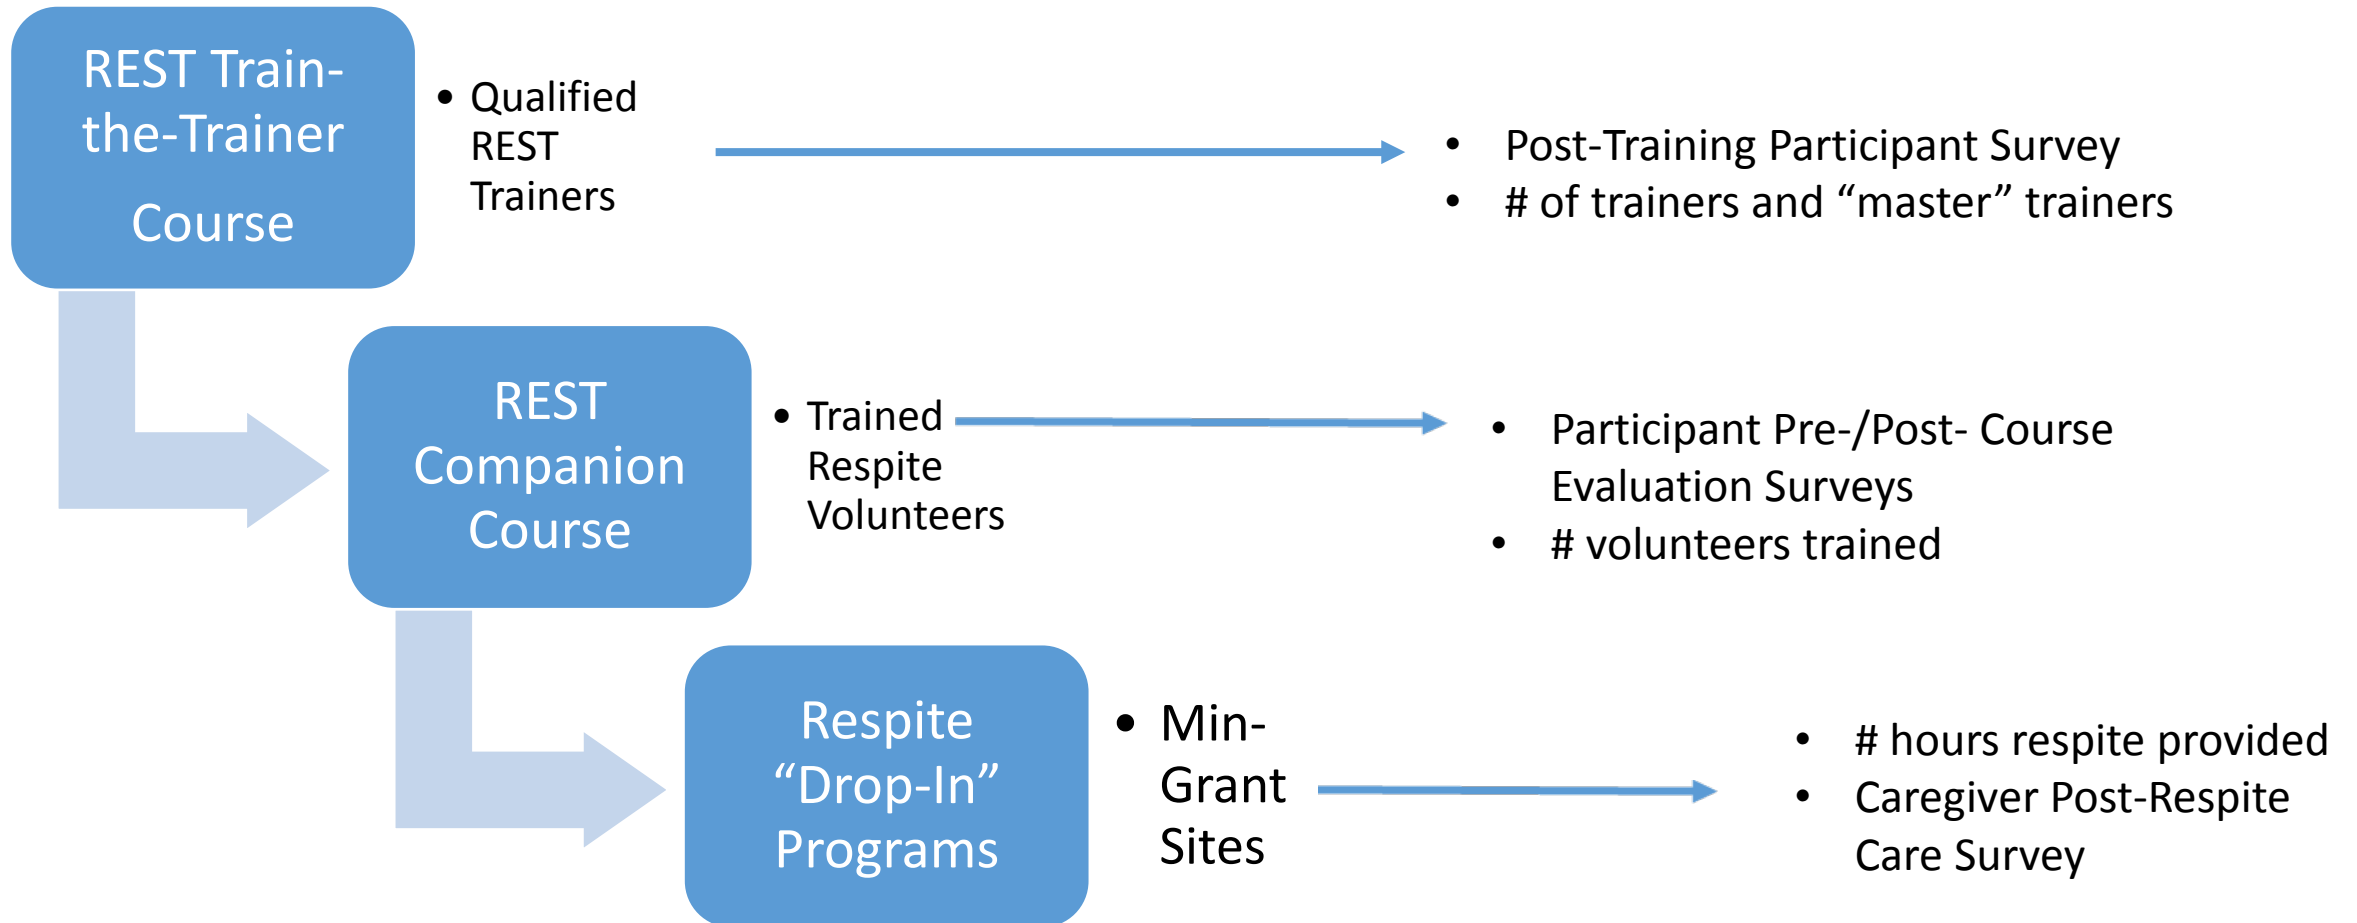 REST Train-
the-Trainer
Course
• Qualified
REST
Trainers
• Post-Training Participant Survey
• # of trainers and “master” trainers
REST
Companion
Course
• Trained
Respite
Volunteers
• Participant Pre-/Post- Course
Evaluation Surveys
• # volunteers trained
Respite
“Drop-In”
Programs
• Min-
Grant
Sites
• # hours respite provided
• Caregiver Post-Respite
Care Survey